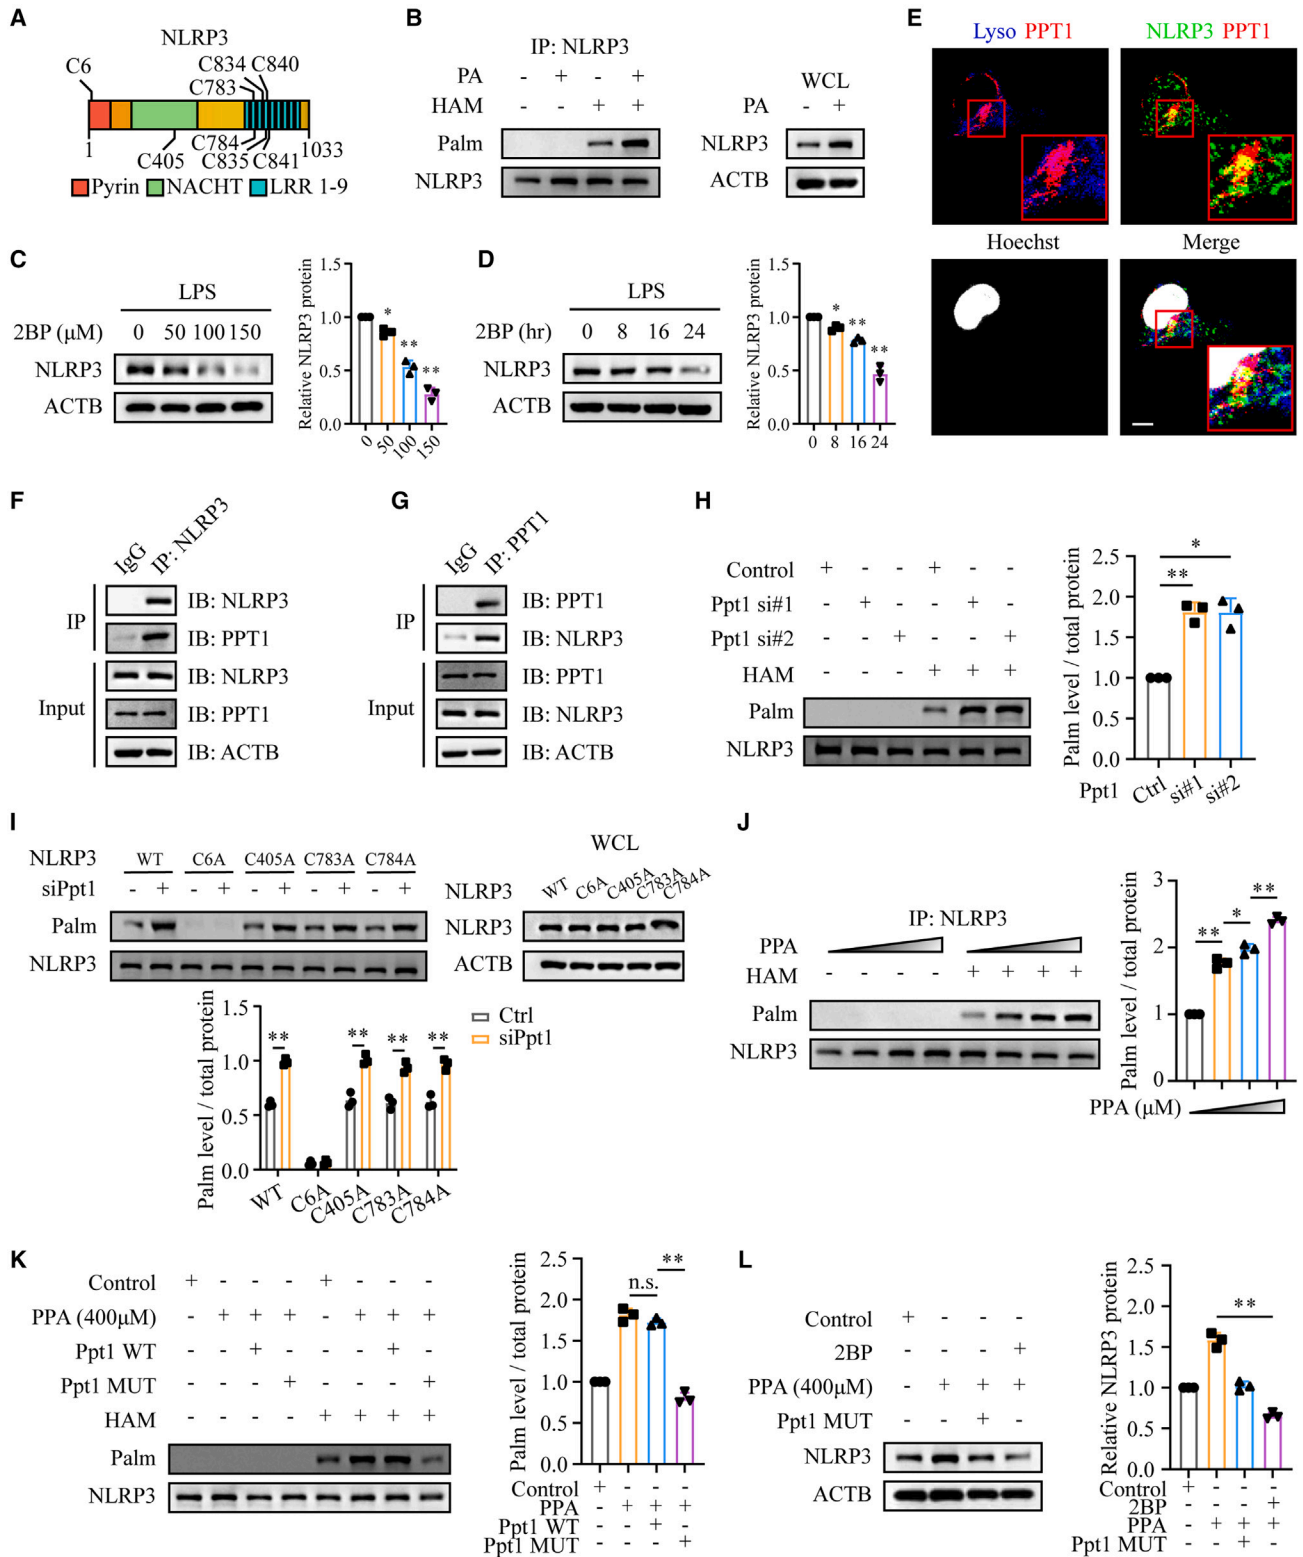 A
NLRP3
C6
C834 C840
C783
C784
C835 C841
C405
1
1033
Pyrin NACHT LRR 1-9
B
IP: NLRP3
PA - + - +
HAM - - + +
Palm
NLRP3
WCL
PA - +
NLRP3
ACTB
C
LPS
2BP (μM) 0 50 100 150
NLRP3
ACTB
Relative NLRP3 protein
1.5
1.0
0.5
0.0
* ** **
0 50 100 150
D
LPS
2BP (hr) 0 8 16 24
NLRP3
ACTB
Relative NLRP3 protein
1.5
1.0
0.5
0.0
* ** **
0 8 16 24
E
Lyso PPT1
NLRP3 PPT1
Hoechst
Merge
F
IgG
IP: NLRP3
IP
IB: NLRP3
IB: PPT1
Input
IB: NLRP3
IB: PPT1
IB: ACTB
G
IgG
IP: PPT1
IP
IB: PPT1
IB: NLRP3
Input
IB: PPT1
IB: NLRP3
IB: ACTB
H
Control + - - + - -
Ppt1 si#1 - + - - + -
Ppt1 si#2 - - + - - +
HAM - - - + + +
Palm
NLRP3
Palm level / total protein
2.5
2.0
1.5
1.0
0.5
0.0
** *
Ppt1 Ctrl si#1 si#2
I
NLRP3 WT C6A C405A C783A C784A
siPpt1 - + - + - + - + - +
Palm
NLRP3
WCL
NLRP3 WT C6A C405A C783A C784A
NLRP3
ACTB
Palm level / total protein
1.5
1.0
0.5
0.0
** ** ** **
WT C6A C405A C783A C784A
Ctrl
siPpt1
J
IP: NLRP3
PPA
HAM - - - - + + + +
Palm
NLRP3
Palm level / total protein
3
2
1
0
** * **
PPA (μM)
K
Control + - - - + - - -
PPA (400μM) - + + + - + + +
Ppt1 WT - - + - - - + -
Ppt1 MUT - - - + - - - +
HAM - - - - + + + +
Palm
NLRP3
Palm level / total protein
2.5
2.0
1.5
1.0
0.5
0.0
n.s. **
Control + - - -
PPA - + + +
Ppt1 WT - - + -
Ppt1 MUT - - - +
L
Control + - - -
2BP - - - +
PPA (400μM) - + + +
Ppt1 MUT - - + -
NLRP3
ACTB
Relative NLRP3 protein
2.0
1.5
1.0
0.5
0.0
**
Control + - - -
2BP - - - +
PPA - + + +
Ppt1 MUT - - + -